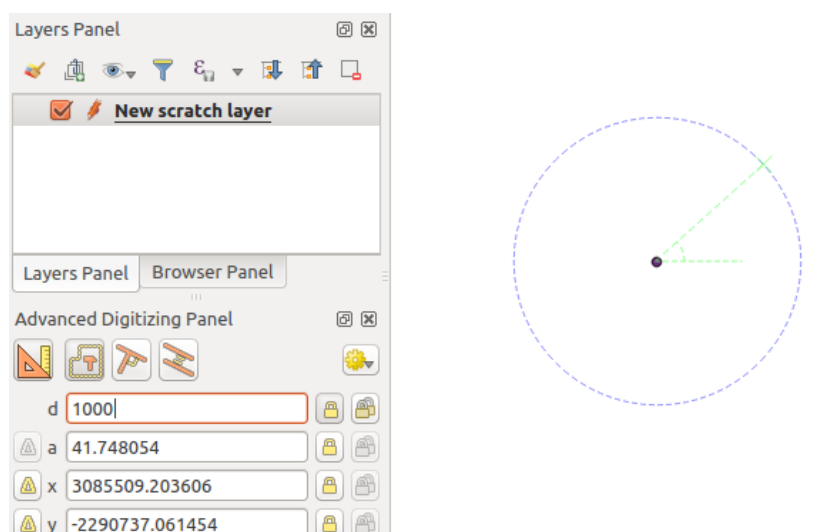 Layers Panel
New scratch layer
Layers Panel Browser Panel
Advanced Digitizing Panel
d 1000
a 41.748054
x 3085509.203606
y -2290737.061454